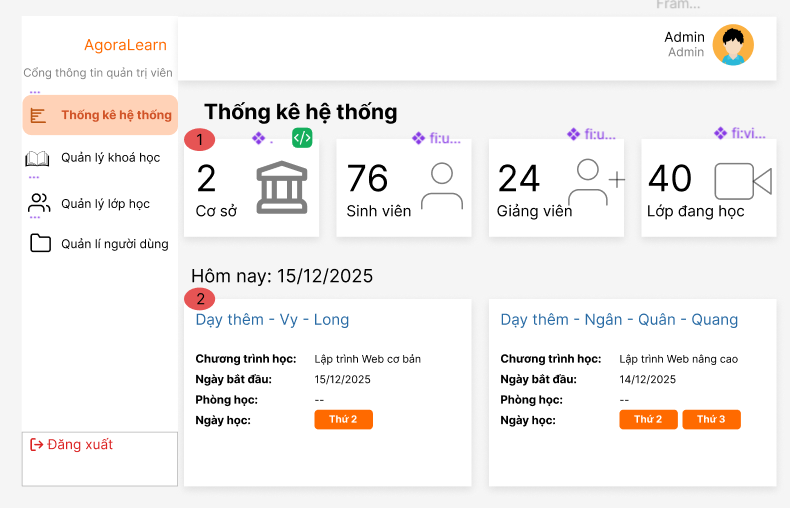 Fram...
AgoraLearn
Cổng thông tin quản trị viên
...
Thống kê hệ thống
Quản lý khoá học
...
Quản lý lớp học
...
Quản lí người dùng
Đăng xuất
Admin
Admin
Thống kê hệ thống
1
.
</>
2
Cơ sở
fi:u...
76
Sinh viên
fi:u...
24
Giảng viên
fi:vi...
40
Lớp đang học
Hôm nay: 15/12/2025
2
Dạy thêm - Vy - Long
Chương trình học: Lập trình Web cơ bản
Ngày bắt đầu: 15/12/2025
Phòng học: --
Ngày học: Thứ 2
Dạy thêm - Ngân - Quân - Quang
Chương trình học: Lập trình Web nâng cao
Ngày bắt đầu: 14/12/2025
Phòng học: --
Ngày học: Thứ 2 Thứ 3